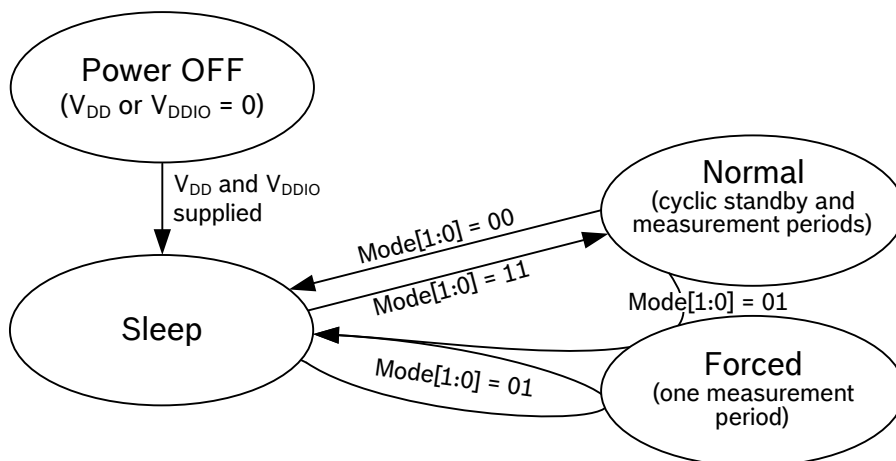 Power OFF
(VDD or VDDIO = 0)
VDD and VDDIO
supplied
Normal
(cyclic standby and
measurement periods)
Mode[1:0] = 00
Mode[1:0] = 11
Mode[1:0] = 01
Sleep
Mode[1:0] = 01
Forced
(one measurement
period)